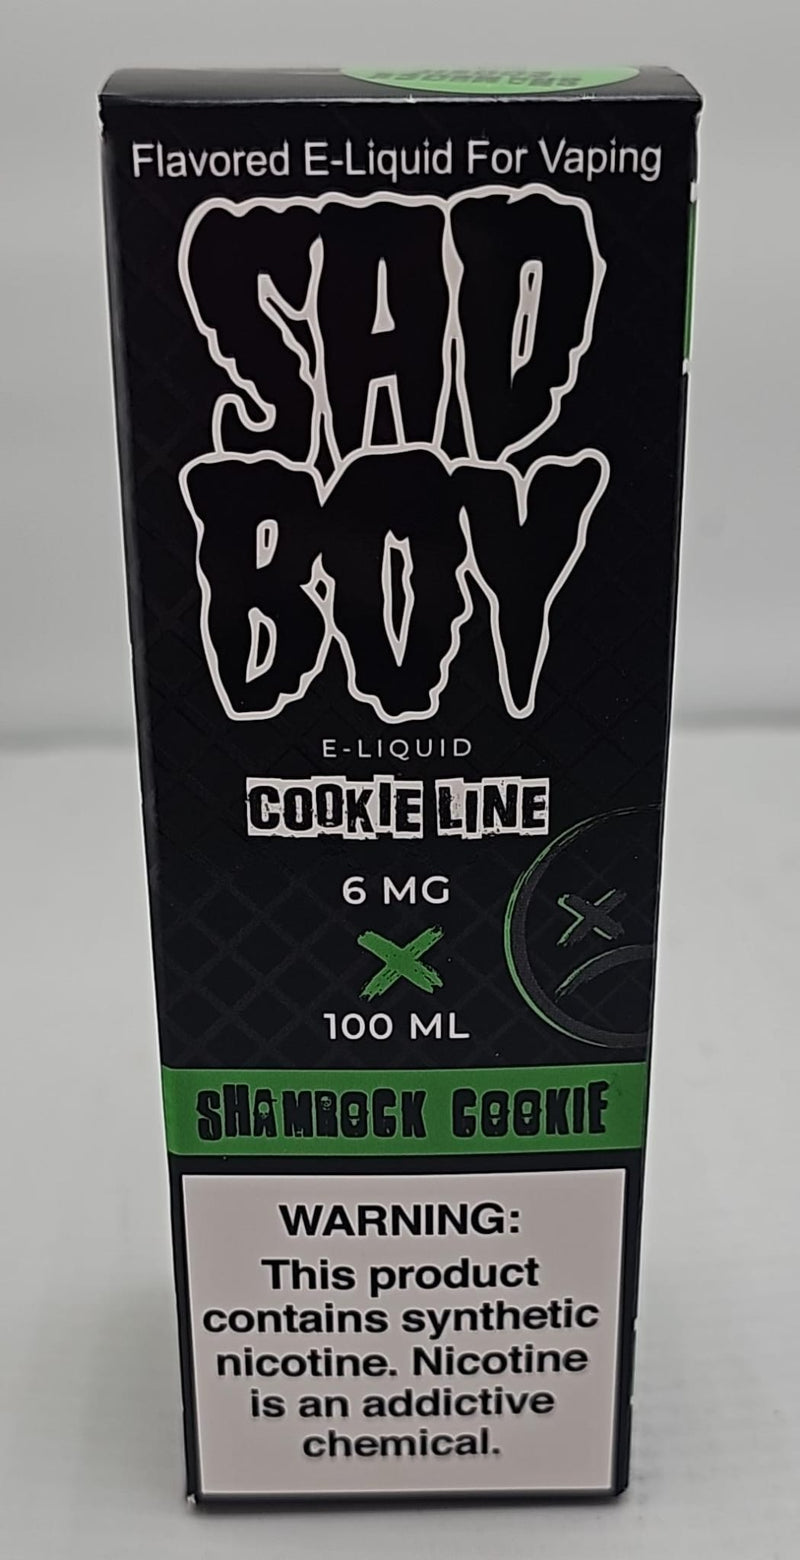 Flavored E-Liquid For Vaping
SAD
BOY
E-LIQUID
COOKIE LINE
6 MG
X
100 ML
SHAMROCK COOKIE
WARNING:
This product
contains synthetic
nicotine. Nicotine
is an addictive
chemical.